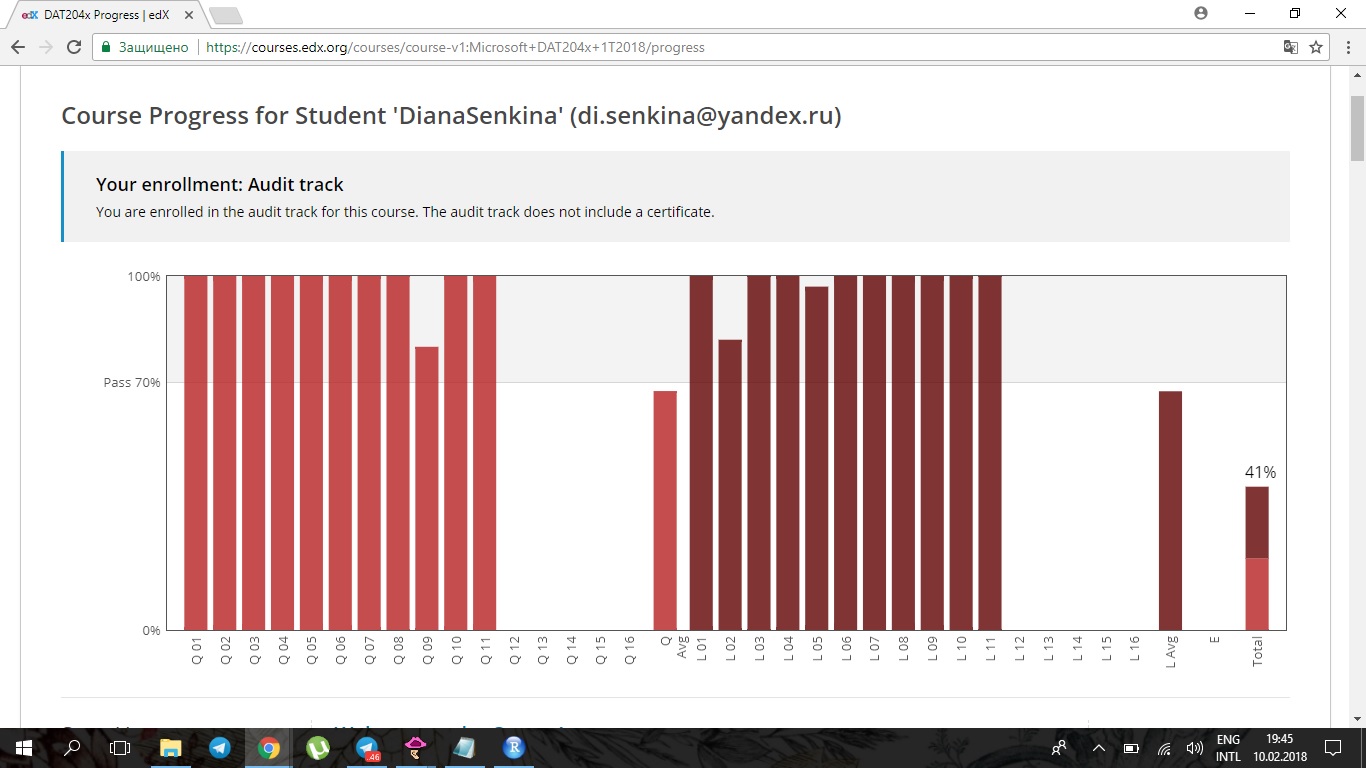 edX DAT204x Progress | edX
Защищено https://courses.edx.org/courses/course-v1:Microsoft+DAT204x+1T2018/progress
Course Progress for Student 'DianaSenkina' (di.senkina@yandex.ru)
Your enrollment: Audit track
You are enrolled in the audit track for this course. The audit track does not include a certificate.
100%
Pass 70%
0%
41%
Q 01
Q 02
Q 03
Q 04
Q 05
Q 06
Q 07
Q 08
Q 09
Q 10
Q 11
Q 12
Q 13
Q 14
Q 15
Q 16
Q
Avg
L 01
L 02
L 03
L 04
L 05
L 06
L 07
L 08
L 09
L 10
L 11
L 12
L 13
L 14
L 15
L 16
L Avg
E
Total
46
R
ENG
INTL
19:45
10.02.2018